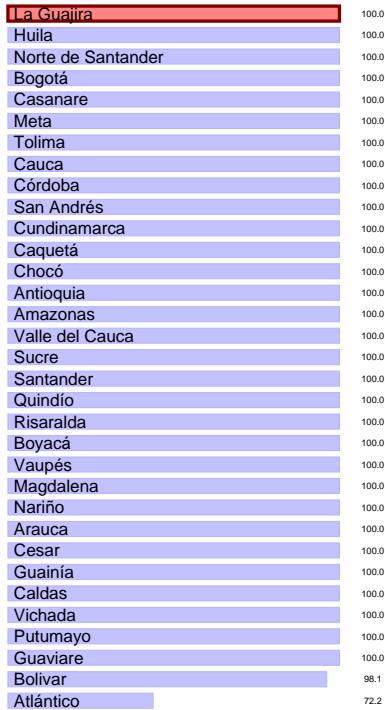 La Guajira 100.0
Huila 100.0
Norte de Santander 100.0
Bogotá 100.0
Casanare 100.0
Meta 100.0
Tolima 100.0
Cauca 100.0
Córdoba 100.0
San Andrés 100.0
Cundinamarca 100.0
Caquetá 100.0
Chocó 100.0
Antioquia 100.0
Amazonas 100.0
Valle del Cauca 100.0
Sucre 100.0
Santander 100.0
Quindío 100.0
Risaralda 100.0
Boyacá 100.0
Vaupés 100.0
Magdalena 100.0
Nariño 100.0
Arauca 100.0
Cesar 100.0
Guainía 100.0
Caldas 100.0
Vichada 100.0
Putumayo 100.0
Guaviare 100.0
Bolivar 98.1
Atlántico 72.2